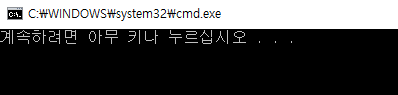 C:₩WINDOWS₩system32₩cmd.exe
계속하려면 아무 키나 누르십시오 . . .